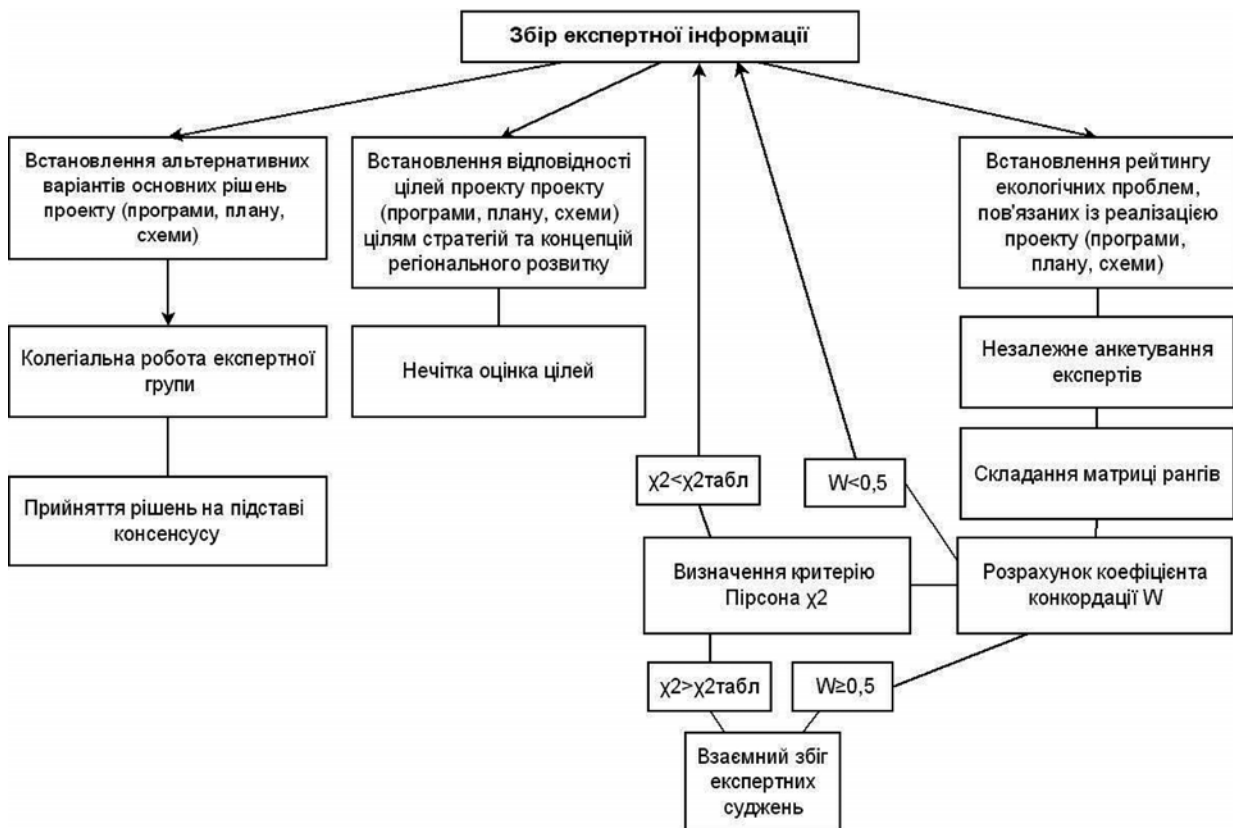 Збір експертної інформації
Встановлення альтернативних
варіантів основних рішень
проекту (програми, плану,
схеми)
Колегіальна робота експертної
групи
Прийняття рішень на підставі
консенсусу
Встановлення відповідності
цілей проекту проекту
(програми, плану, схеми)
цілям стратегій та концепцій
регіонального розвитку
Нечітка оцінка цілей
Встановлення рейтингу
екологічних проблем,
пов'язаних із реалізацією
проекту (програми,
плану, схеми)
Незалежне анкетування
експертів
Складання матриці рангів
Розрахунок коефіцієнта
конкордації W
χ2<χ2табл
W<0,5
Визначення критерію
Пірсона χ2
χ2>χ2табл
W≥0,5
Взаємний збіг
експертних
суджень